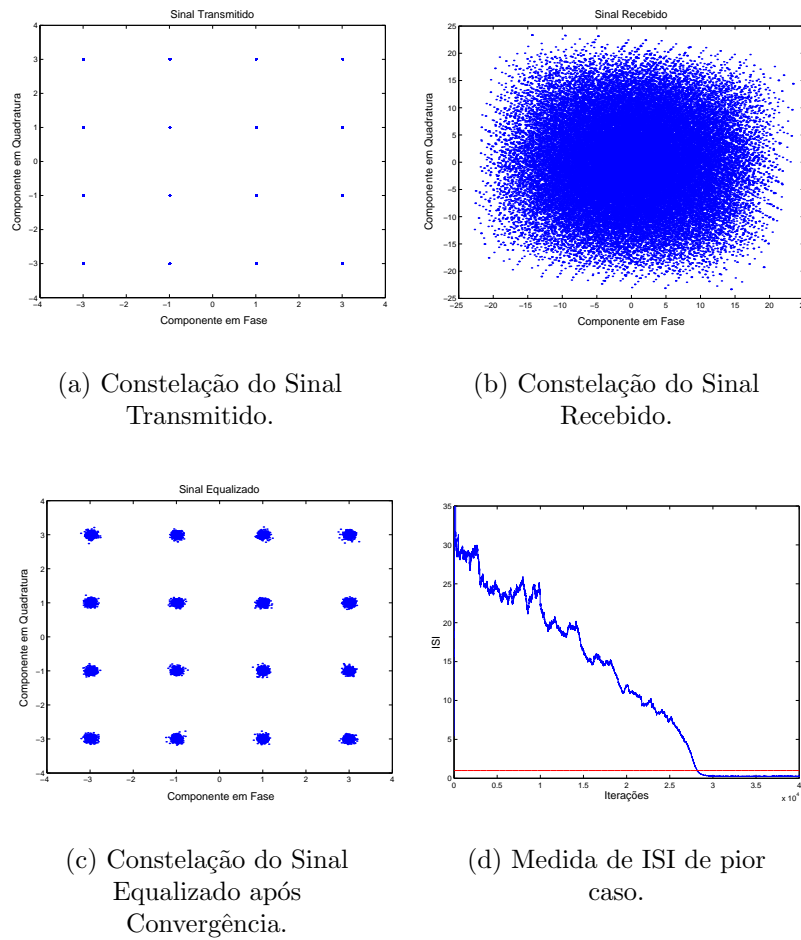 Sinal Transmitido
4
3
2
1
0
−1
−2
−3
−4
−4 −3 −2 −1 0 1 2 3 4
Componente em Quadratura
Componente em Fase
(a) Constelação do Sinal
Transmitido.
Sinal Recebido
25
20
15
10
5
0
−5
−10
−15
−20
−25
−25 −20 −15 −10 −5 0 5 10 15 20 25
Componente em Quadratura
Componente em Fase
(b) Constelação do Sinal
Recebido.
Sinal Equalizado
4
3
2
1
0
−1
−2
−3
−4
−4 −3 −2 −1 0 1 2 3 4
Componente em Quadratura
Componente em Fase
(c) Constelação do Sinal
Equalizado após
Convergência.
35
30
25
20
15
10
5
0
0 0.5 1 1.5 2 2.5 3 3.5 4
ISI
Iterações
x 10⁴
(d) Medida de ISI de pior
caso.